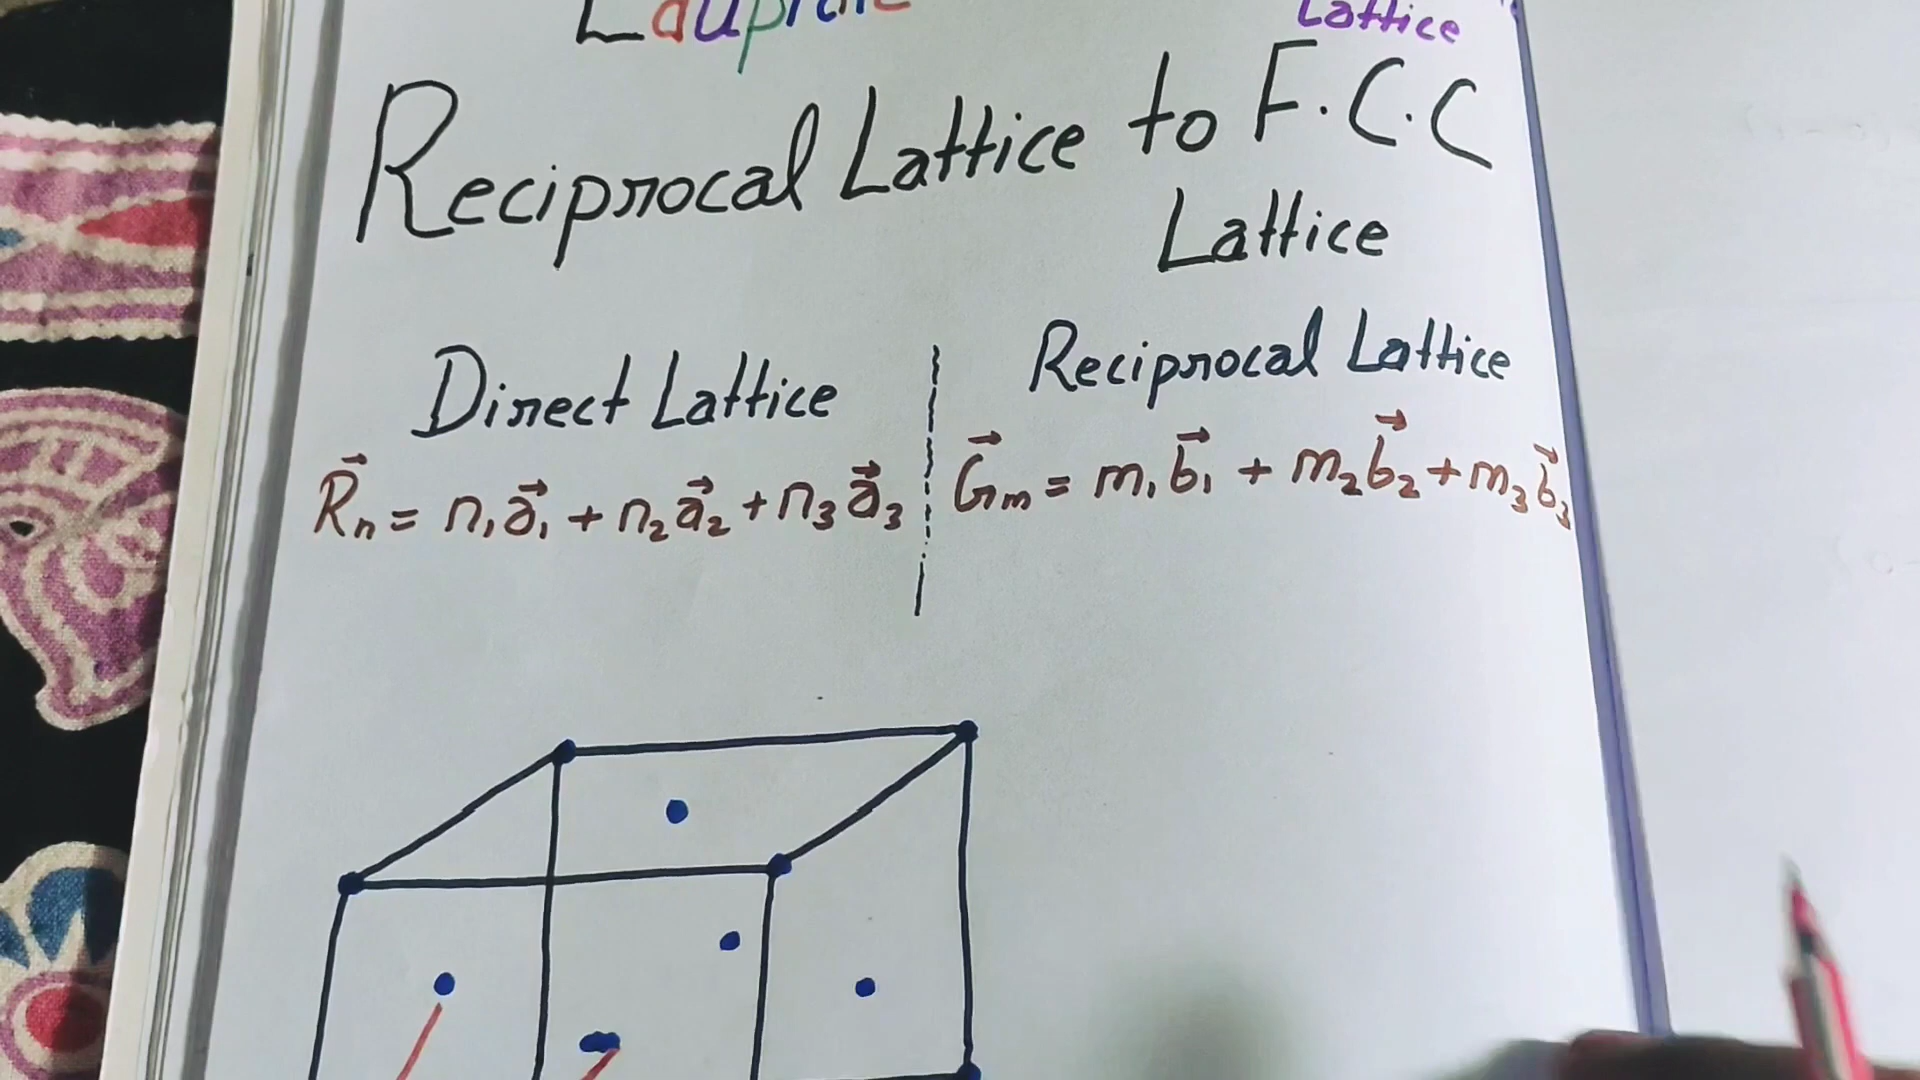 Lattice
Reciprocal Lattice to F.C.C
Lattice
Direct Lattice
Reciprocal Lattice
R⃗n = n₁a⃗₁ + n₂a⃗₂ + n₃a⃗₃
G⃗m = m₁b⃗₁ + m₂b⃗₂ + m₃b⃗₃